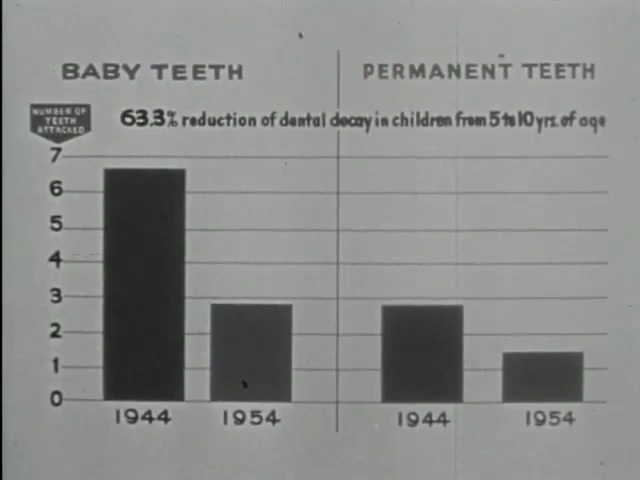 BABY TEETH
PERMANENT TEETH
NUMBER OF
TEETH
ATTACKED
63.3% reduction of dental decay in children from 5 to 10 yrs. of age
7
6
5
4
3
2
1
0
1944 1954 1944 1954